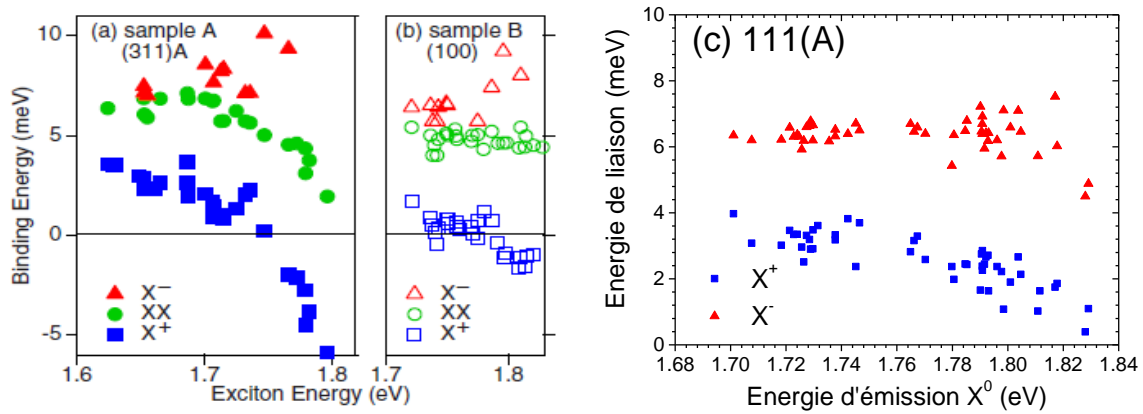 (a) sample A
(311)A
10
5
0
-5
Binding Energy (meV)
X−
XX
X+
1.6
1.7
1.8
(b) sample B
(100)
X−
XX
X+
1.7
1.8
Exciton Energy (eV)
(c) 111(A)
10
8
6
4
2
0
Energie de liaison (meV)
X+
X-
1.68
1.70
1.72
1.74
1.76
1.78
1.80
1.82
1.84
Energie d'émission X0 (eV)